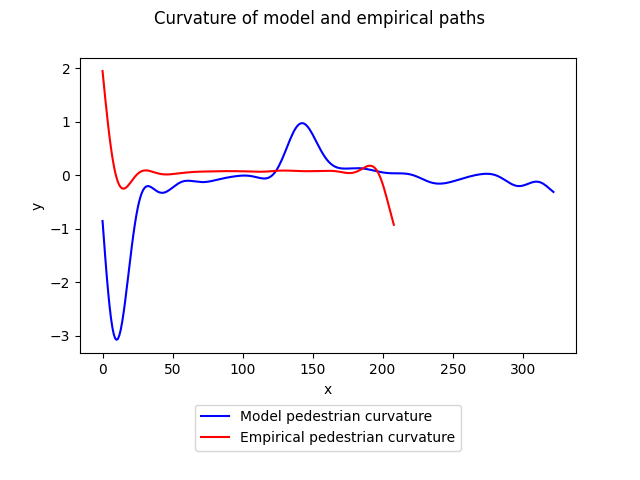 Curvature of model and empirical paths
2
1
0
−1
−2
−3
y
0 50 100 150 200 250 300
x
Model pedestrian curvature
Empirical pedestrian curvature